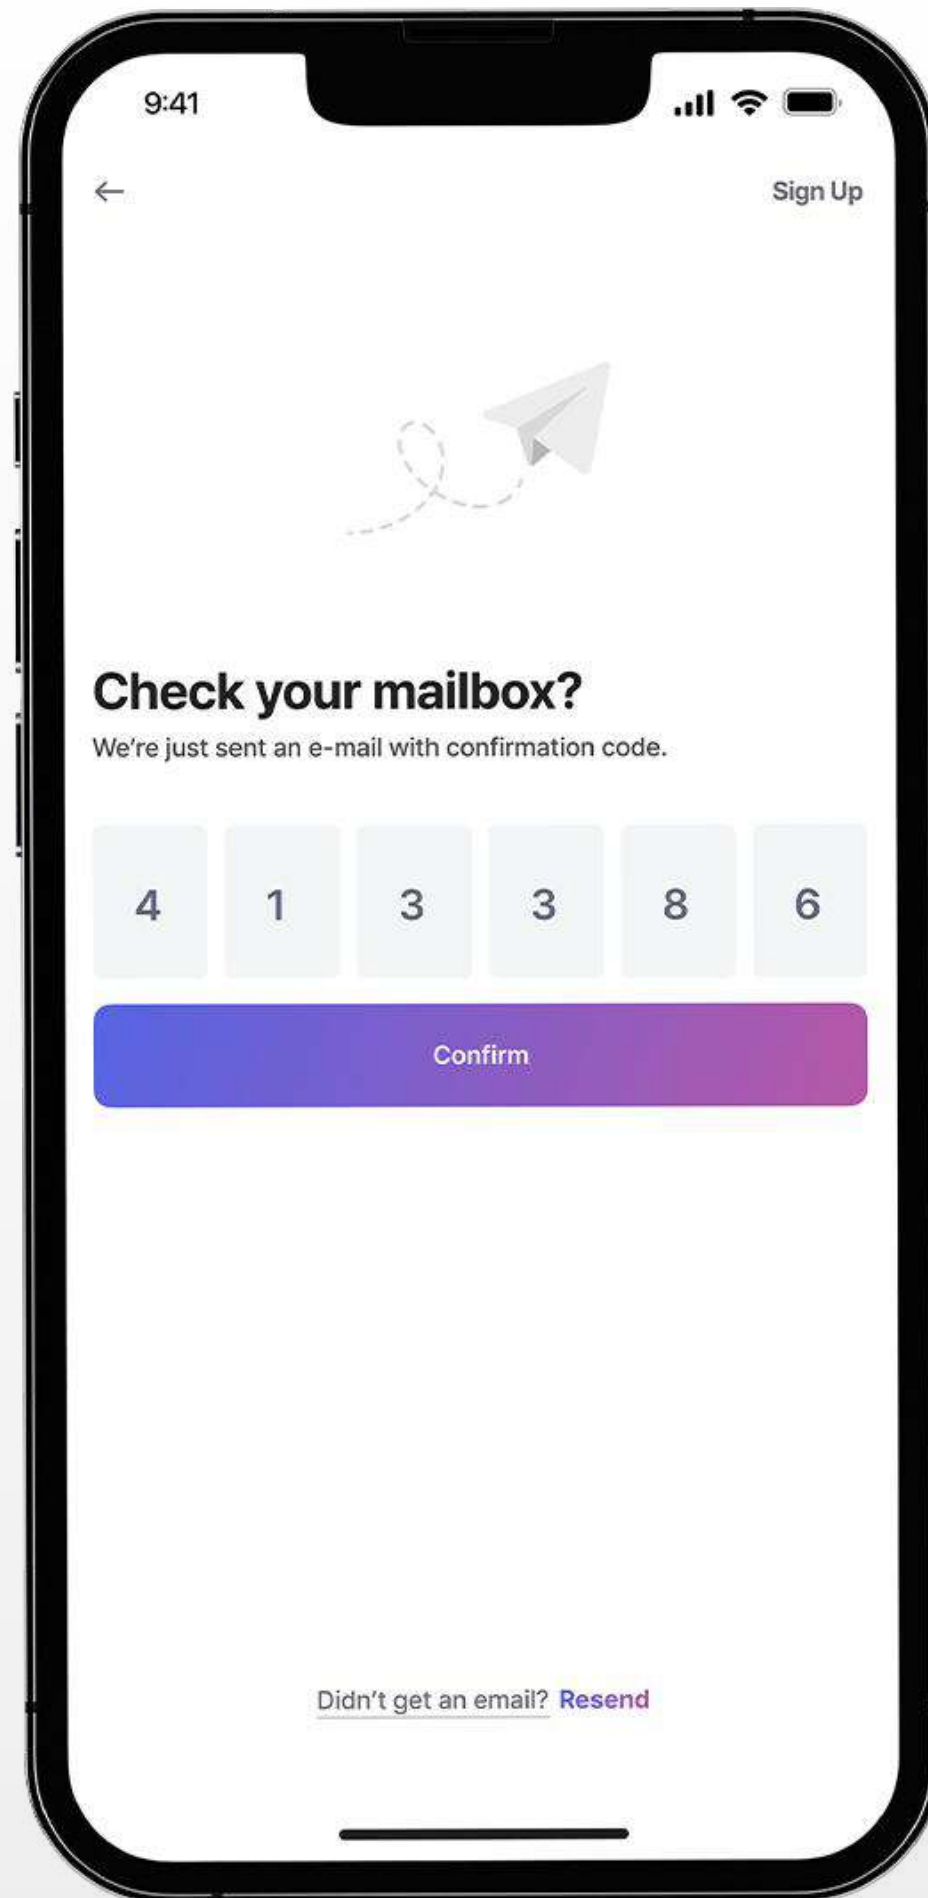 9:41
Sign Up
Check your mailbox?
We're just sent an e-mail with confirmation code.
4 1 3 3 8 6
Confirm
Didn't get an email? Resend